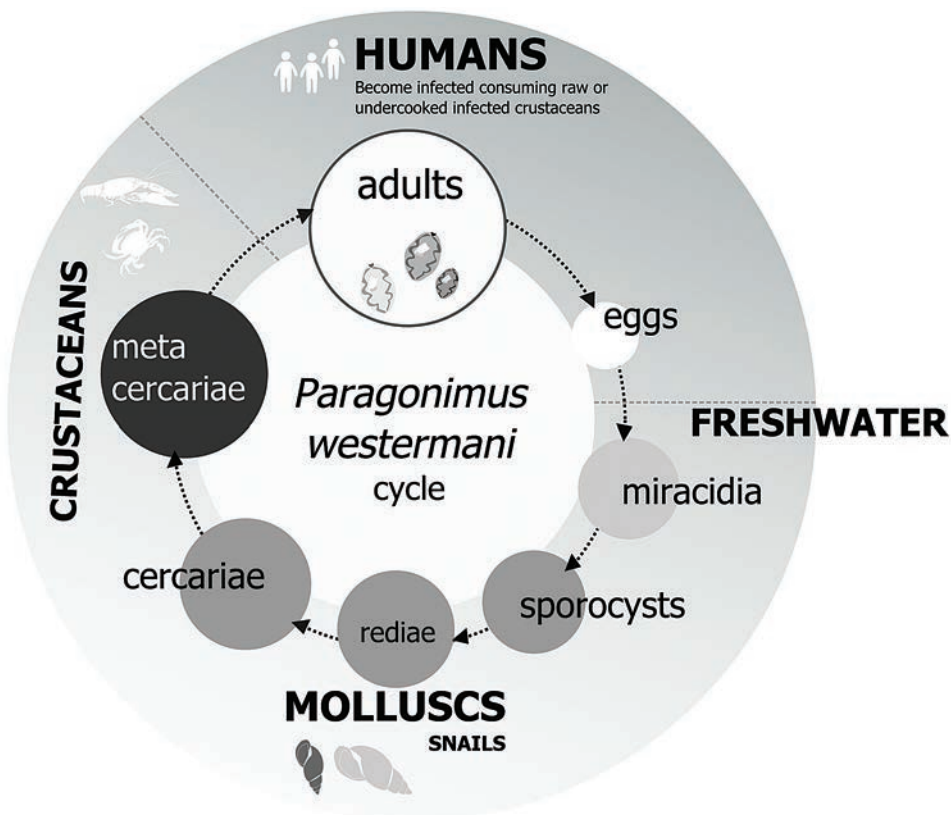 HUMANS
Become infected consuming raw or
undercooked infected crustaceans
adults
eggs
CRUSTACEANS
meta
cercariae
Paragonimus
westermani
cycle
FRESHWATER
miracidia
cercariae
sporocysts
rediae
MOLLUSCS
SNAILS